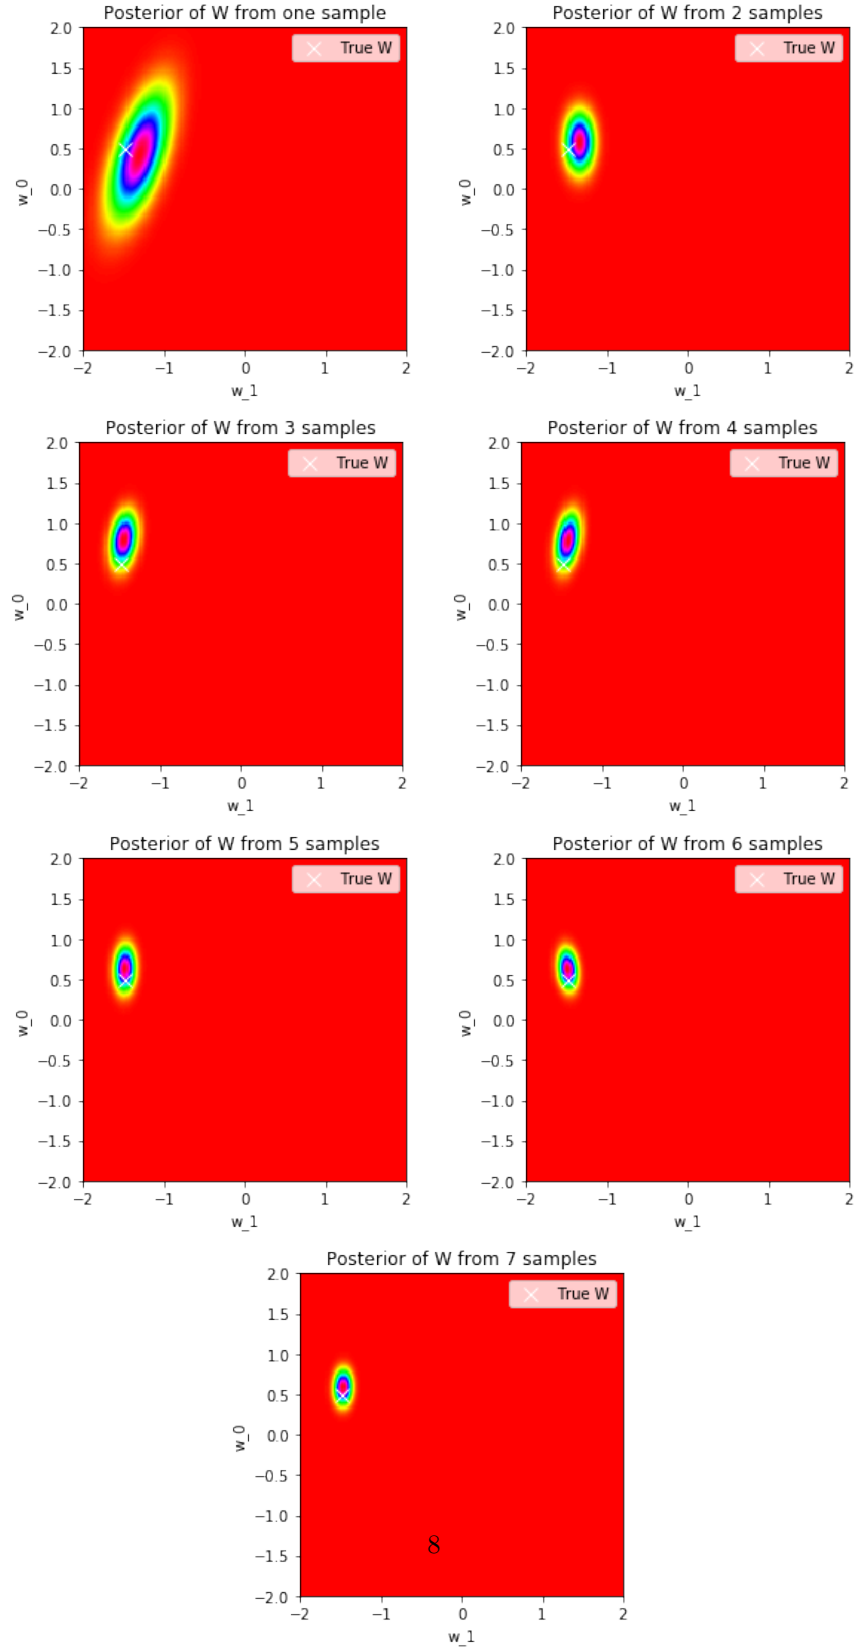 Posterior of W from one sample
2.0
1.5
1.0
0.5
0.0
−0.5
−1.0
−1.5
−2.0
w_0
True W
−2 −1 0 1 2
w_1
Posterior of W from 2 samples
2.0
1.5
1.0
0.5
0.0
−0.5
−1.0
−1.5
−2.0
w_0
True W
−2 −1 0 1 2
w_1
Posterior of W from 3 samples
2.0
1.5
1.0
0.5
0.0
−0.5
−1.0
−1.5
−2.0
w_0
True W
−2 −1 0 1 2
w_1
Posterior of W from 4 samples
2.0
1.5
1.0
0.5
0.0
−0.5
−1.0
−1.5
−2.0
w_0
True W
−2 −1 0 1 2
w_1
Posterior of W from 5 samples
2.0
1.5
1.0
0.5
0.0
−0.5
−1.0
−1.5
−2.0
w_0
True W
−2 −1 0 1 2
w_1
Posterior of W from 6 samples
2.0
1.5
1.0
0.5
0.0
−0.5
−1.0
−1.5
−2.0
w_0
True W
−2 −1 0 1 2
w_1
Posterior of W from 7 samples
2.0
1.5
1.0
0.5
0.0
−0.5
−1.0
−1.5
−2.0
w_0
True W
8
−2 −1 0 1 2
w_1